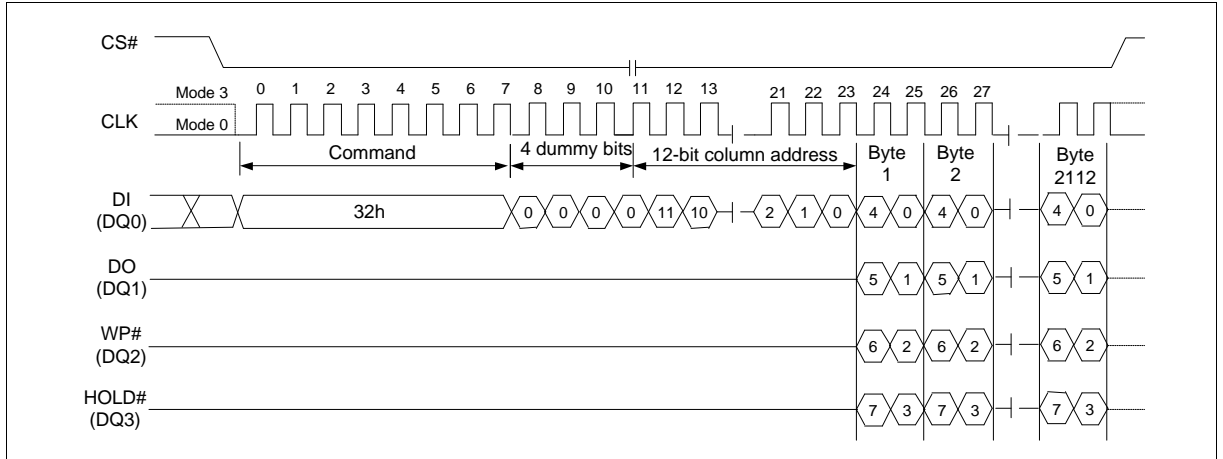 CS#
0 1 2 3 4 5 6 7 8 9 10 11 12 13 21 22 23 24 25 26 27
Mode 3
CLK
Mode 0
Command 4 dummy bits 12-bit column address Byte 1 Byte 2 Byte 2112
DI (DQ0) 32h 0 0 0 0 11 10 2 1 0 4 0 4 0 4 0
DO (DQ1) 5 1 5 1 5 1
WP# (DQ2) 6 2 6 2 6 2
HOLD# (DQ3) 7 3 7 3 7 3